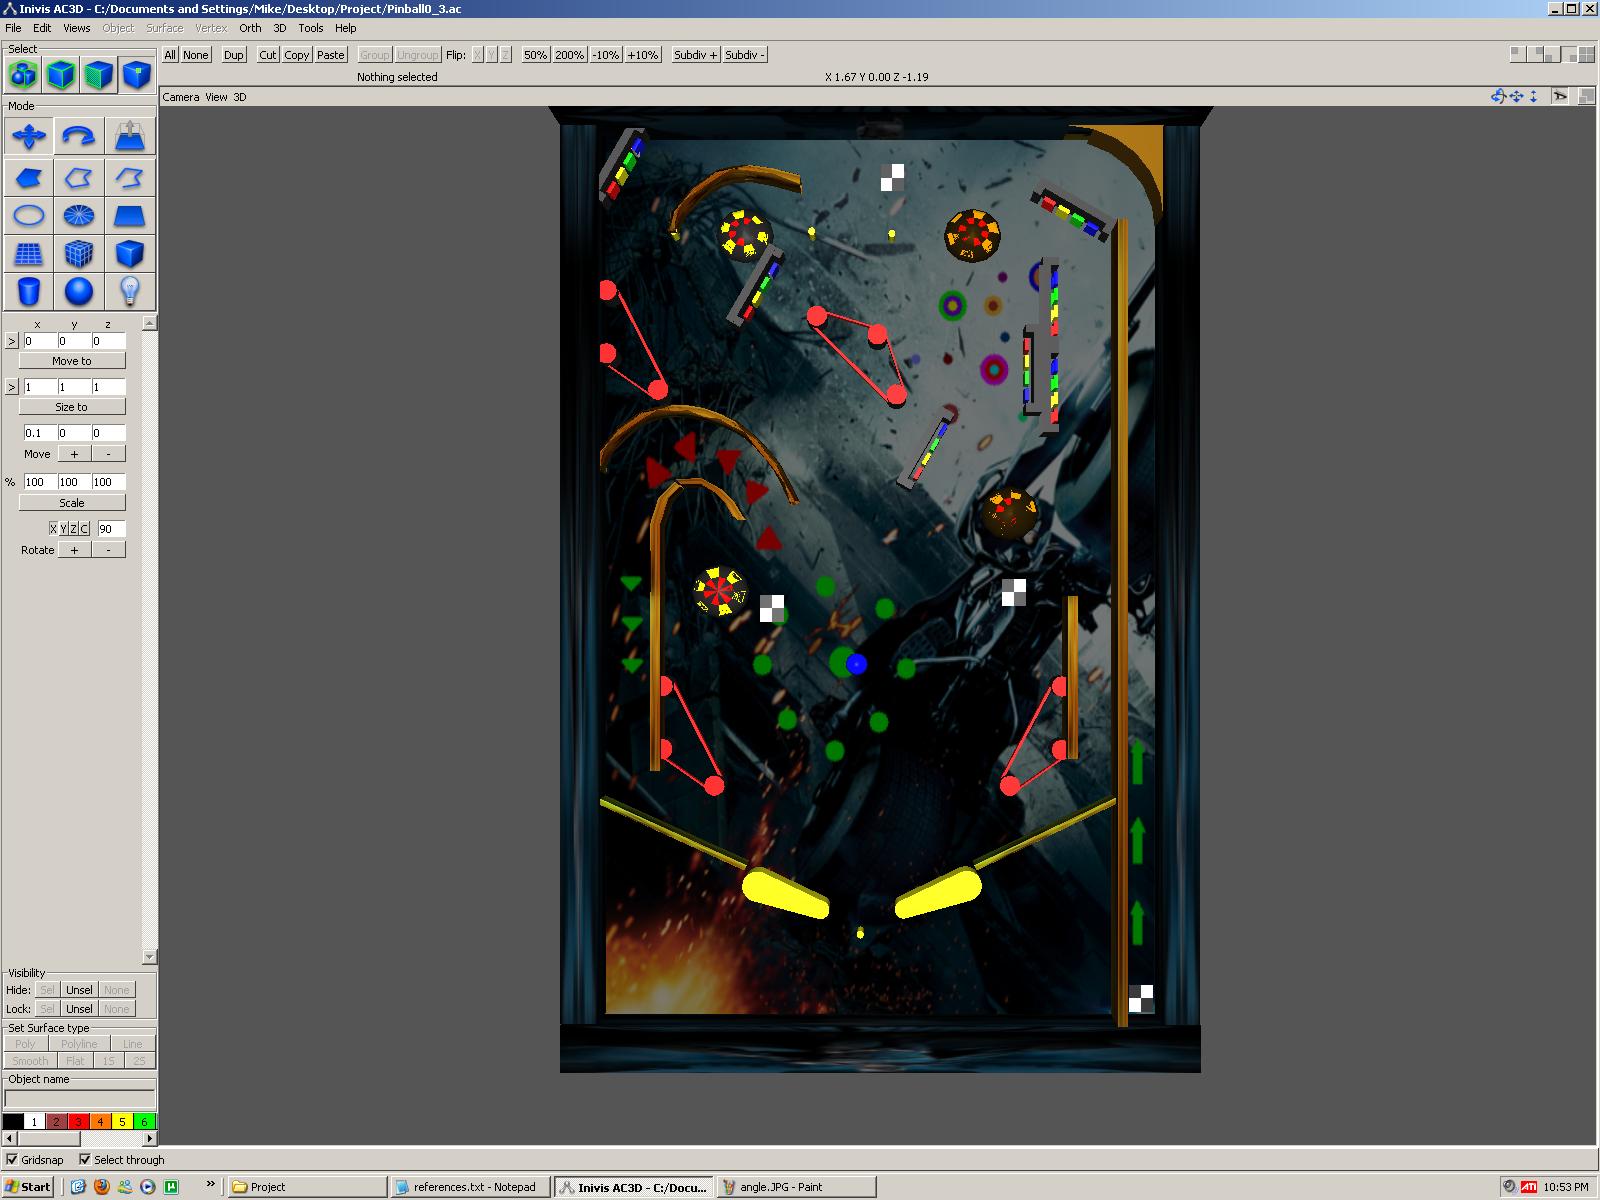 Inivis AC3D - C:/Documents and Settings/Mike/Desktop/Project/Pinball0_3.ac
File Edit Views Object Surface Vertex Orth 3D Tools Help
Select
All None Dup Cut Copy Paste Group Ungroup Flip: X Y Z 50% 200% -10% +10% Subdiv + Subdiv -
Nothing selected X 1.67 Y 0.00 Z -1.19
Camera View 3D
Mode
x y z
> 0 0 0
Move to
> 1 1 1
Size to
0.1 0 0
Move + -
% 100 100 100
Scale
X Y Z C 90
Rotate + -
Visibility
Hide: Sel Unsel None
Lock: Sel Unsel None
Set Surface type
Poly Polyline Line
Smooth Flat 1S 2S
Object name
1 2 3 4 5 6
Gridsnap Select through
Start » Project references.txt - Notepad Inivis AC3D - C:/Docu... angle.JPG - Paint ATI 10:53 PM